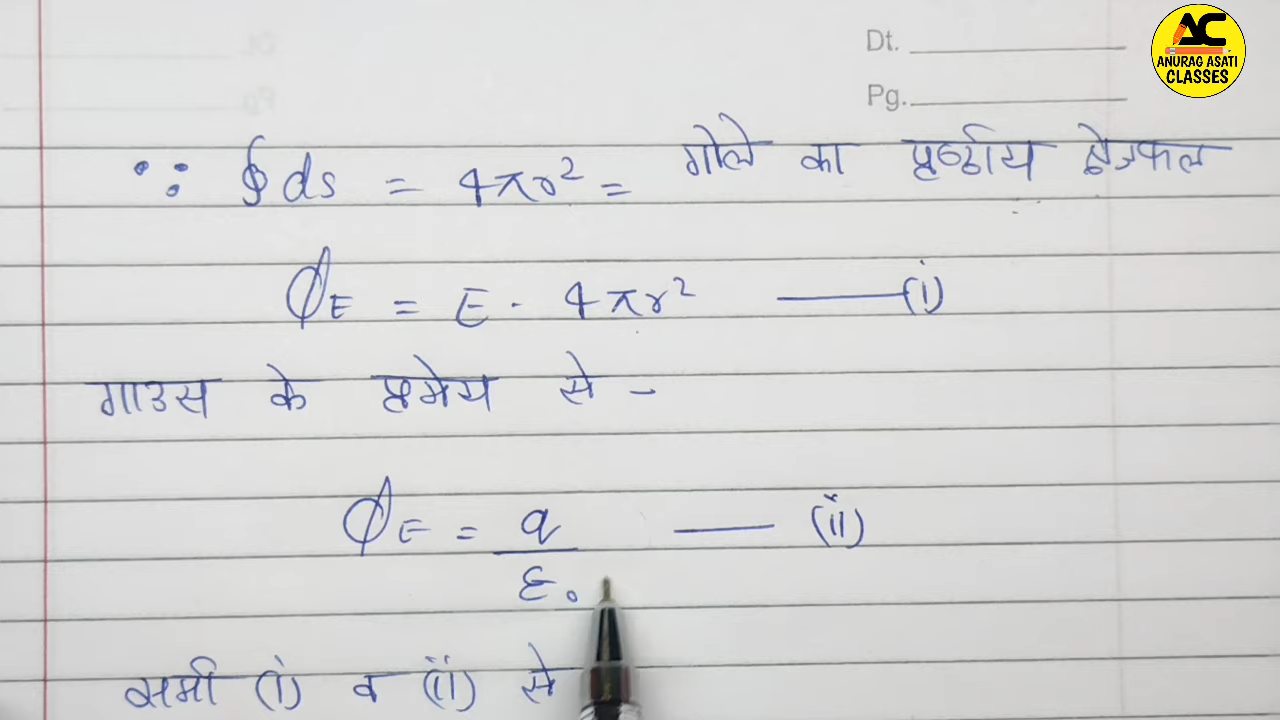 Dt.
Pg.
AC
ANURAG ASATI
CLASSES
∵ ∮ds = 4πr² = गोले का पृष्ठीय क्षेत्रफल
ϕE = E · 4πr² —— (i)
गाउस के प्रमेय से -
ϕE = q/ε₀ —— (ii)
समी (i) व (ii) से